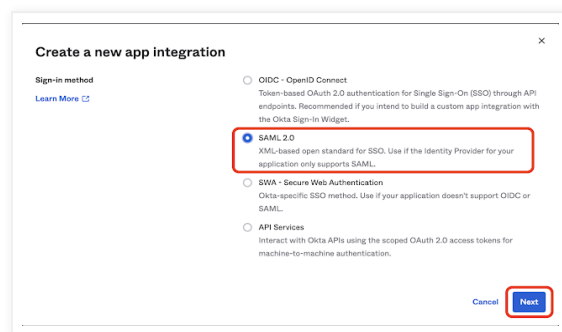 Create a new app integration
Sign-in method
Learn More
OIDC - OpenID Connect
Token-based OAuth 2.0 authentication for Single Sign-On (SSO) through API
endpoints. Recommended if you intend to build a custom app integration with
the Okta Sign-In Widget.
SAML 2.0
XML-based open standard for SSO. Use if the Identity Provider for your
application only supports SAML.
SWA - Secure Web Authentication
Okta-specific SSO method. Use if your application doesn't support OIDC or
SAML.
API Services
Interact with Okta APIs using the scoped OAuth 2.0 access tokens for
machine-to-machine authentication.
Cancel
Next